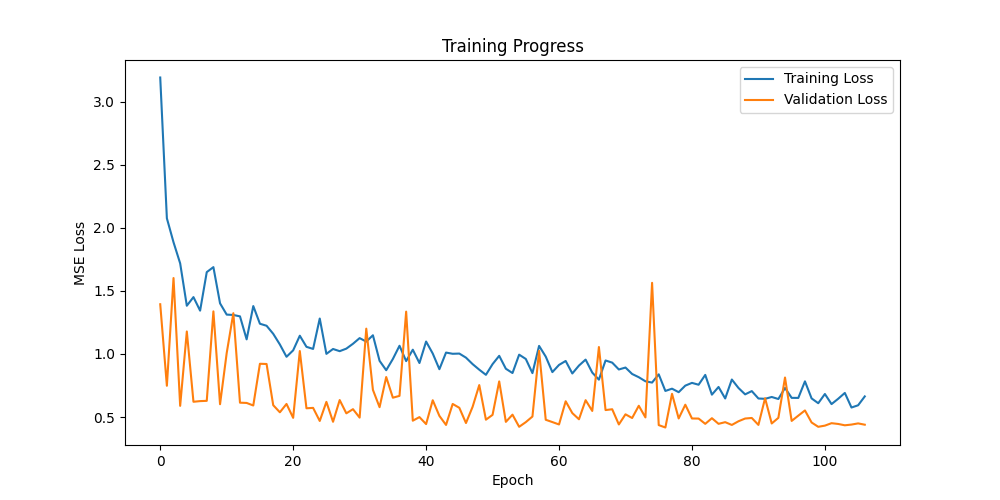 Training Progress
Training Loss
Validation Loss
MSE Loss
3.0
2.5
2.0
1.5
1.0
0.5
0 20 40 60 80 100
Epoch